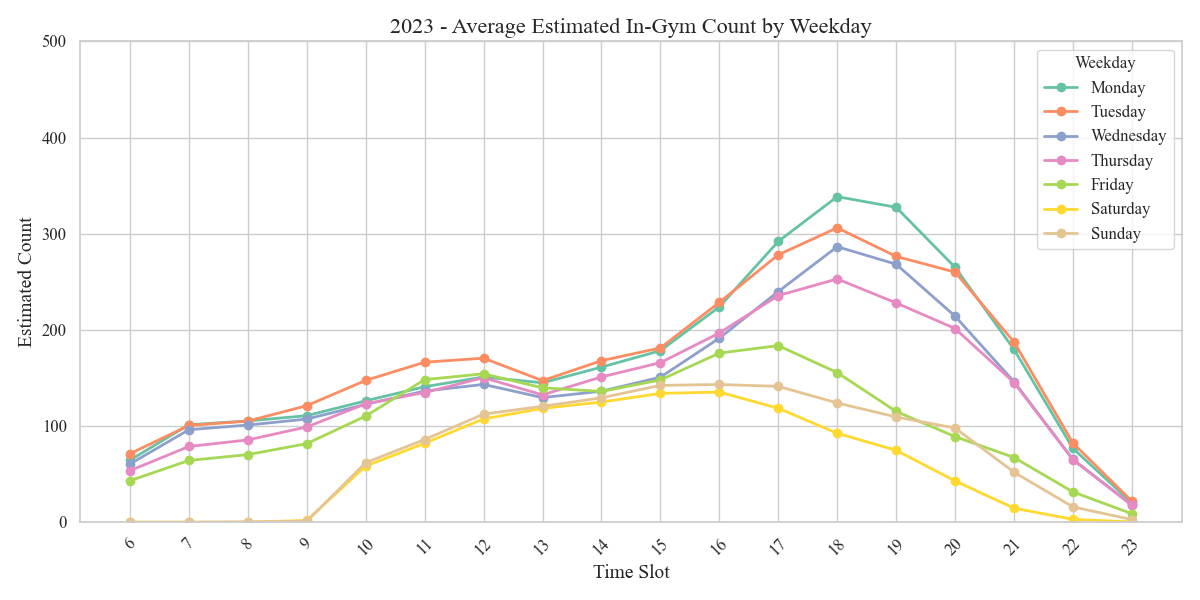 2023 - Average Estimated In-Gym Count by Weekday
Estimated Count
500
400
300
200
100
0
Weekday
Monday
Tuesday
Wednesday
Thursday
Friday
Saturday
Sunday
6 7 8 9 10 11 12 13 14 15 16 17 18 19 20 21 22 23
Time Slot